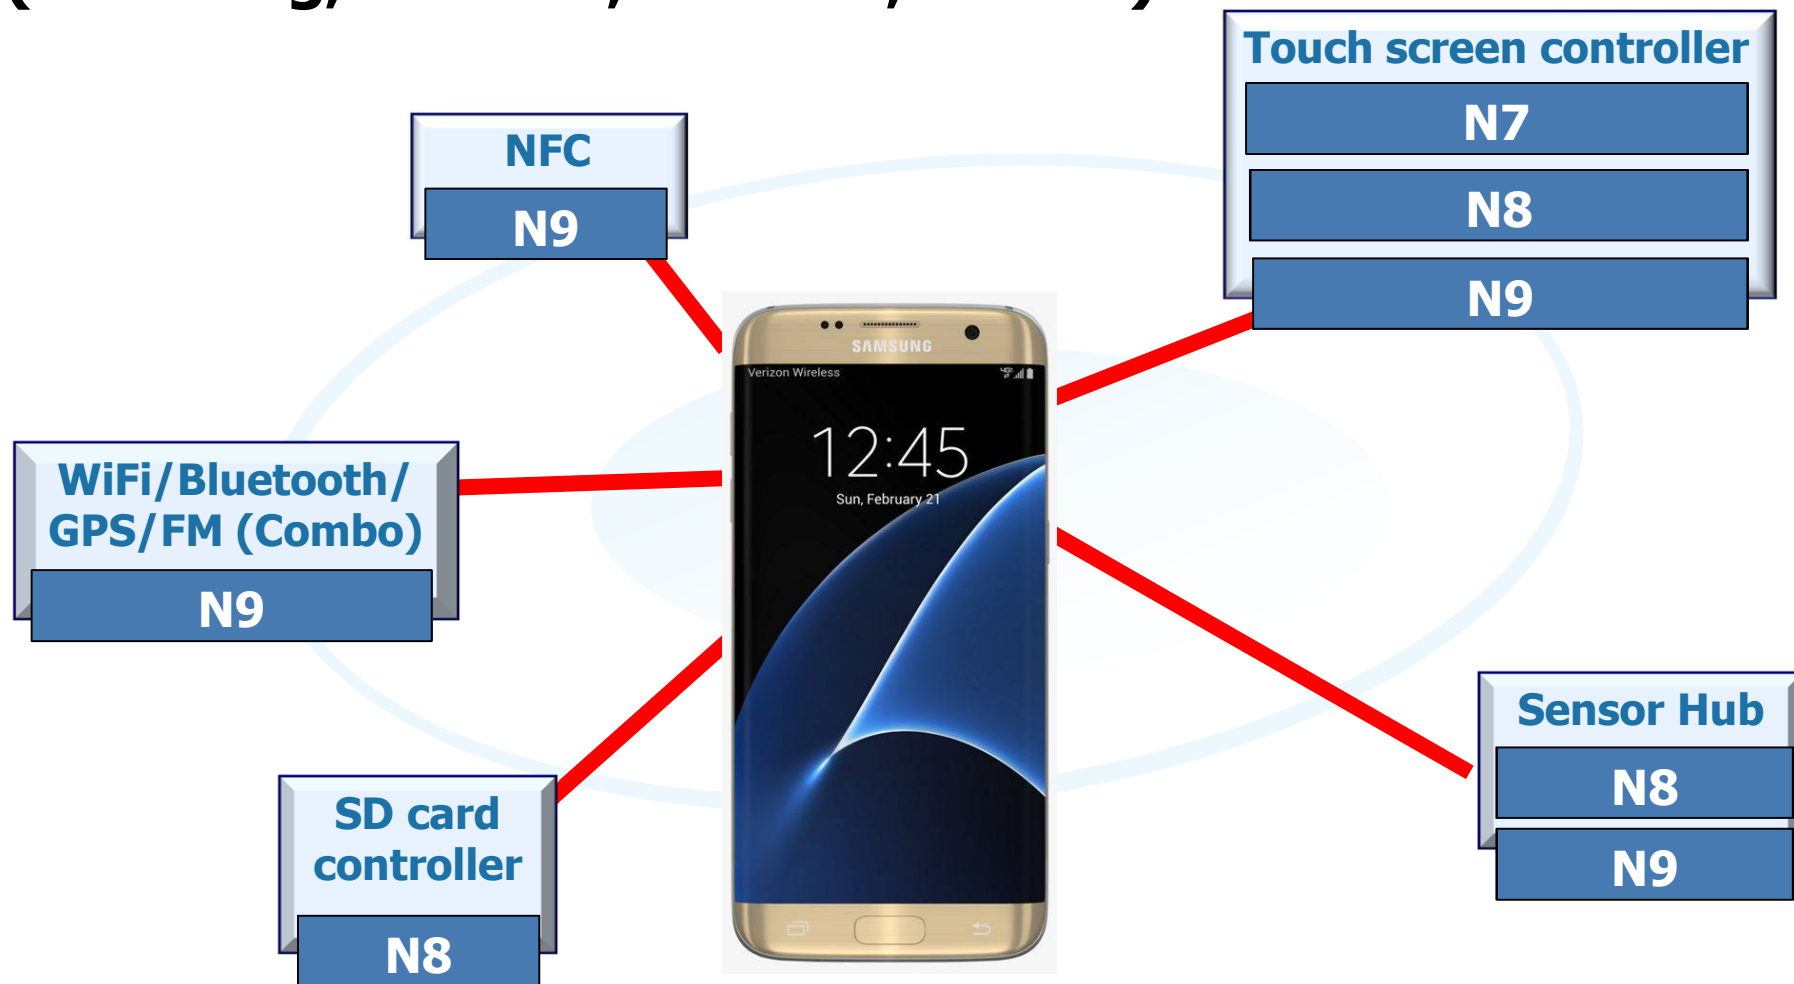 Touch screen controller
N7
N8
N9
NFC
N9
SAMSUNG
Verizon Wireless
12:45
Sun, February 21
WiFi/Bluetooth/
GPS/FM (Combo)
N9
Sensor Hub
N8
N9
SD card
controller
N8